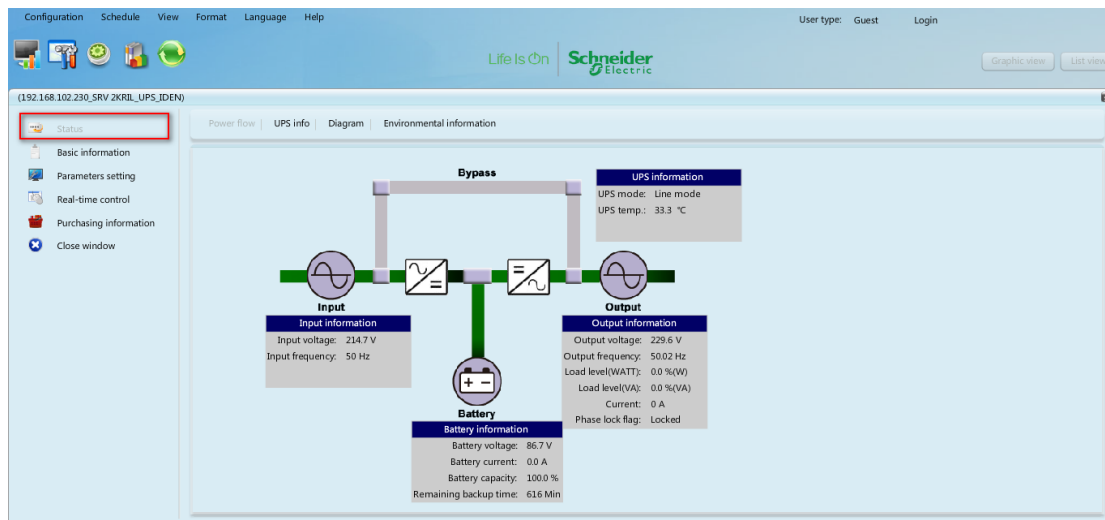 Configuration Schedule View Format Language Help User type: Guest Login
Life Is On Schneider Electric
Graphic view List view
(192.168.102.230_SRV 2KRIL_UPS_IDEN)
Status
Basic information
Parameters setting
Real-time control
Purchasing information
Close window
Power flow | UPS info | Diagram | Environmental information
Bypass
UPS information
UPS mode: Line mode
UPS temp.: 33.3 °C
Input
Input information
Input voltage: 214.7 V
Input frequency: 50 Hz
Output
Output information
Output voltage: 229.6 V
Output frequency: 50.02 Hz
Load level(WATT): 0.0 %(W)
Load level(VA): 0.0 %(VA)
Current: 0 A
Phase lock flag: Locked
Battery
Battery information
Battery voltage: 86.7 V
Battery current: 0.0 A
Battery capacity: 100.0 %
Remaining backup time: 616 Min